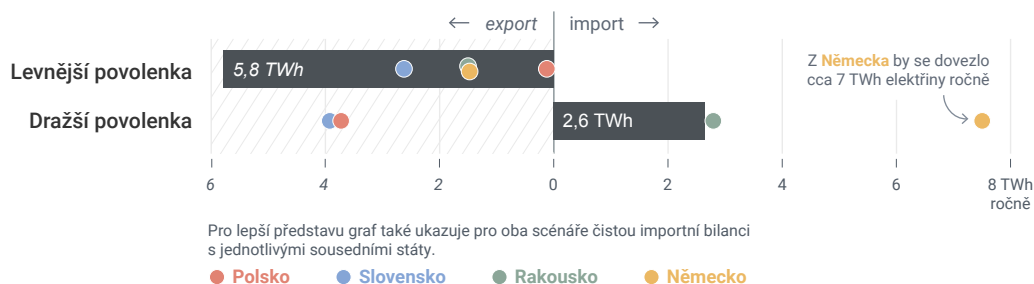 ← export import →
Levnější povolenka 5,8 TWh
Z Německa by se dovezlo
cca 7 TWh elektřiny ročně
Dražší povolenka 2,6 TWh
6 4 2 0 2 4 6 8 TWh
ročně
Pro lepší představu graf také ukazuje pro oba scénáře čistou importní bilanci
s jednotlivými sousedními státy.
Polsko Slovensko Rakousko Německo